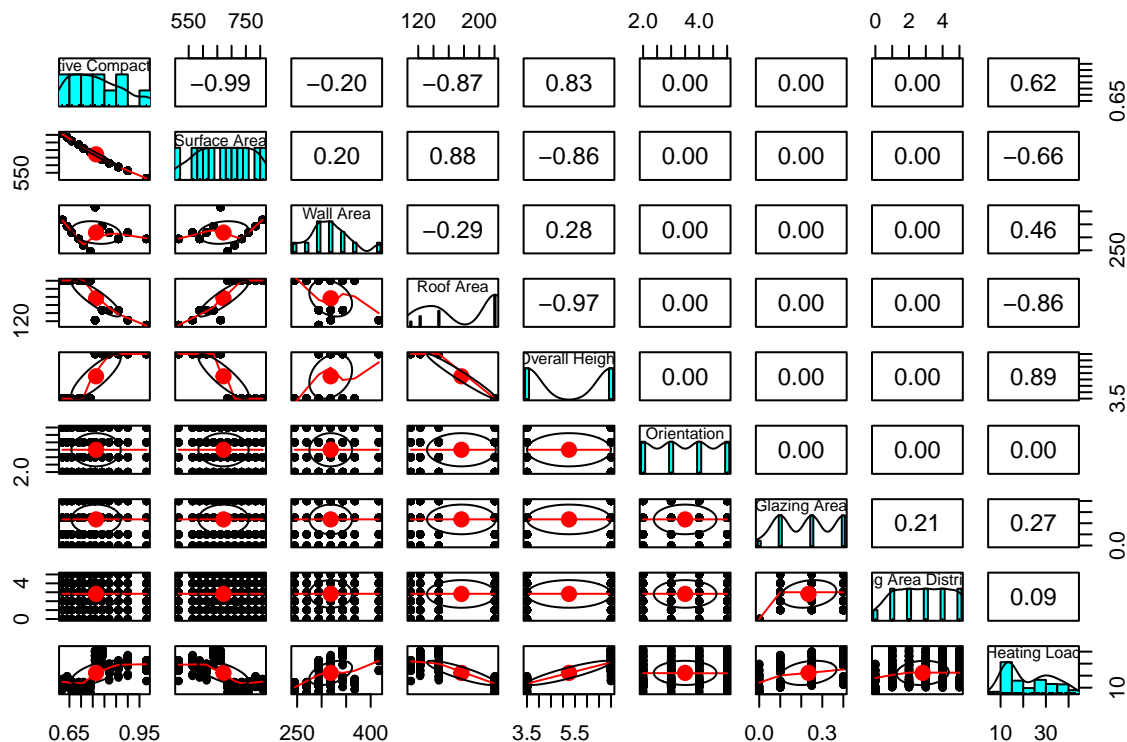 550 750 120 200 2.0 4.0 0 2 4
tive Compact −0.99 −0.20 −0.87 0.83 0.00 0.00 0.00 0.62 0.65
550 Surface Area 0.20 0.88 −0.86 0.00 0.00 0.00 −0.66
Wall Area −0.29 0.28 0.00 0.00 0.00 0.46 250
120 Roof Area −0.97 0.00 0.00 0.00 −0.86
Overall Heigh 0.00 0.00 0.00 0.89 3.5
2.0 Orientation 0.00 0.00 0.00
Glazing Area 0.21 0.27 0.0
0 4 g Area Distri 0.09
Heating Load 10
0.65 0.95 250 400 3.5 5.5 0.0 0.3 10 30